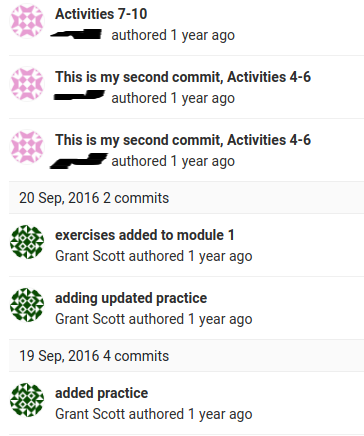 Activities 7-10
authored 1 year ago
This is my second commit, Activities 4-6
authored 1 year ago
This is my second commit, Activities 4-6
authored 1 year ago
20 Sep, 2016 2 commits
exercises added to module 1
Grant Scott authored 1 year ago
adding updated practice
Grant Scott authored 1 year ago
19 Sep, 2016 4 commits
added practice
Grant Scott authored 1 year ago